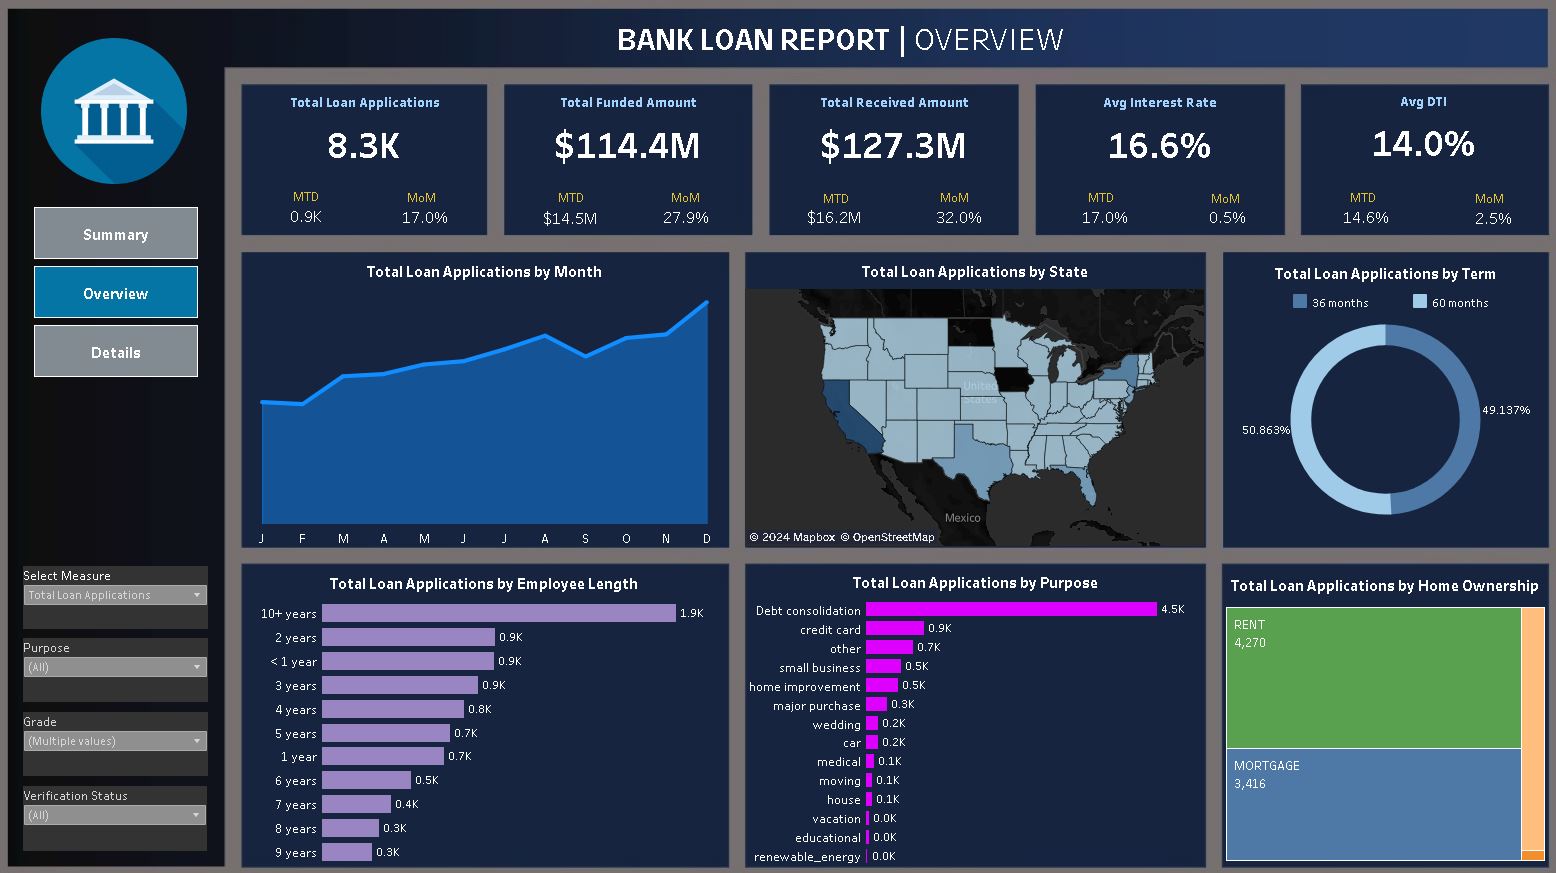 BANK LOAN REPORT | OVERVIEW
Summary
Overview
Details
Select Measure
Total Loan Applications
Purpose
(All)
Grade
(Multiple values)
Verification Status
(All)
Total Loan Applications
8.3K
MTD MoM
0.9K 17.0%
Total Funded Amount
$114.4M
MTD MoM
$14.5M 27.9%
Total Received Amount
$127.3M
MTD MoM
$16.2M 32.0%
Avg Interest Rate
16.6%
MTD MoM
17.0% 0.5%
Avg DTI
14.0%
MTD MoM
14.6% 2.5%
Total Loan Applications by Month
J F M A M J J A S O N D
Total Loan Applications by State
United
States
Mexico
© 2024 Mapbox © OpenStreetMap
Total Loan Applications by Term
36 months 60 months
49.137%
50.863%
Total Loan Applications by Employee Length
10+ years 1.9K
2 years 0.9K
< 1 year 0.9K
3 years 0.9K
4 years 0.8K
5 years 0.7K
1 year 0.7K
6 years 0.5K
7 years 0.4K
8 years 0.3K
9 years 0.3K
Total Loan Applications by Purpose
Debt consolidation 4.5K
credit card 0.9K
other 0.7K
small business 0.5K
home improvement 0.5K
major purchase 0.3K
wedding 0.2K
car 0.2K
medical 0.1K
moving 0.1K
house 0.1K
vacation 0.0K
educational 0.0K
renewable_energy 0.0K
Total Loan Applications by Home Ownership
RENT
4,270
MORTGAGE
3,416